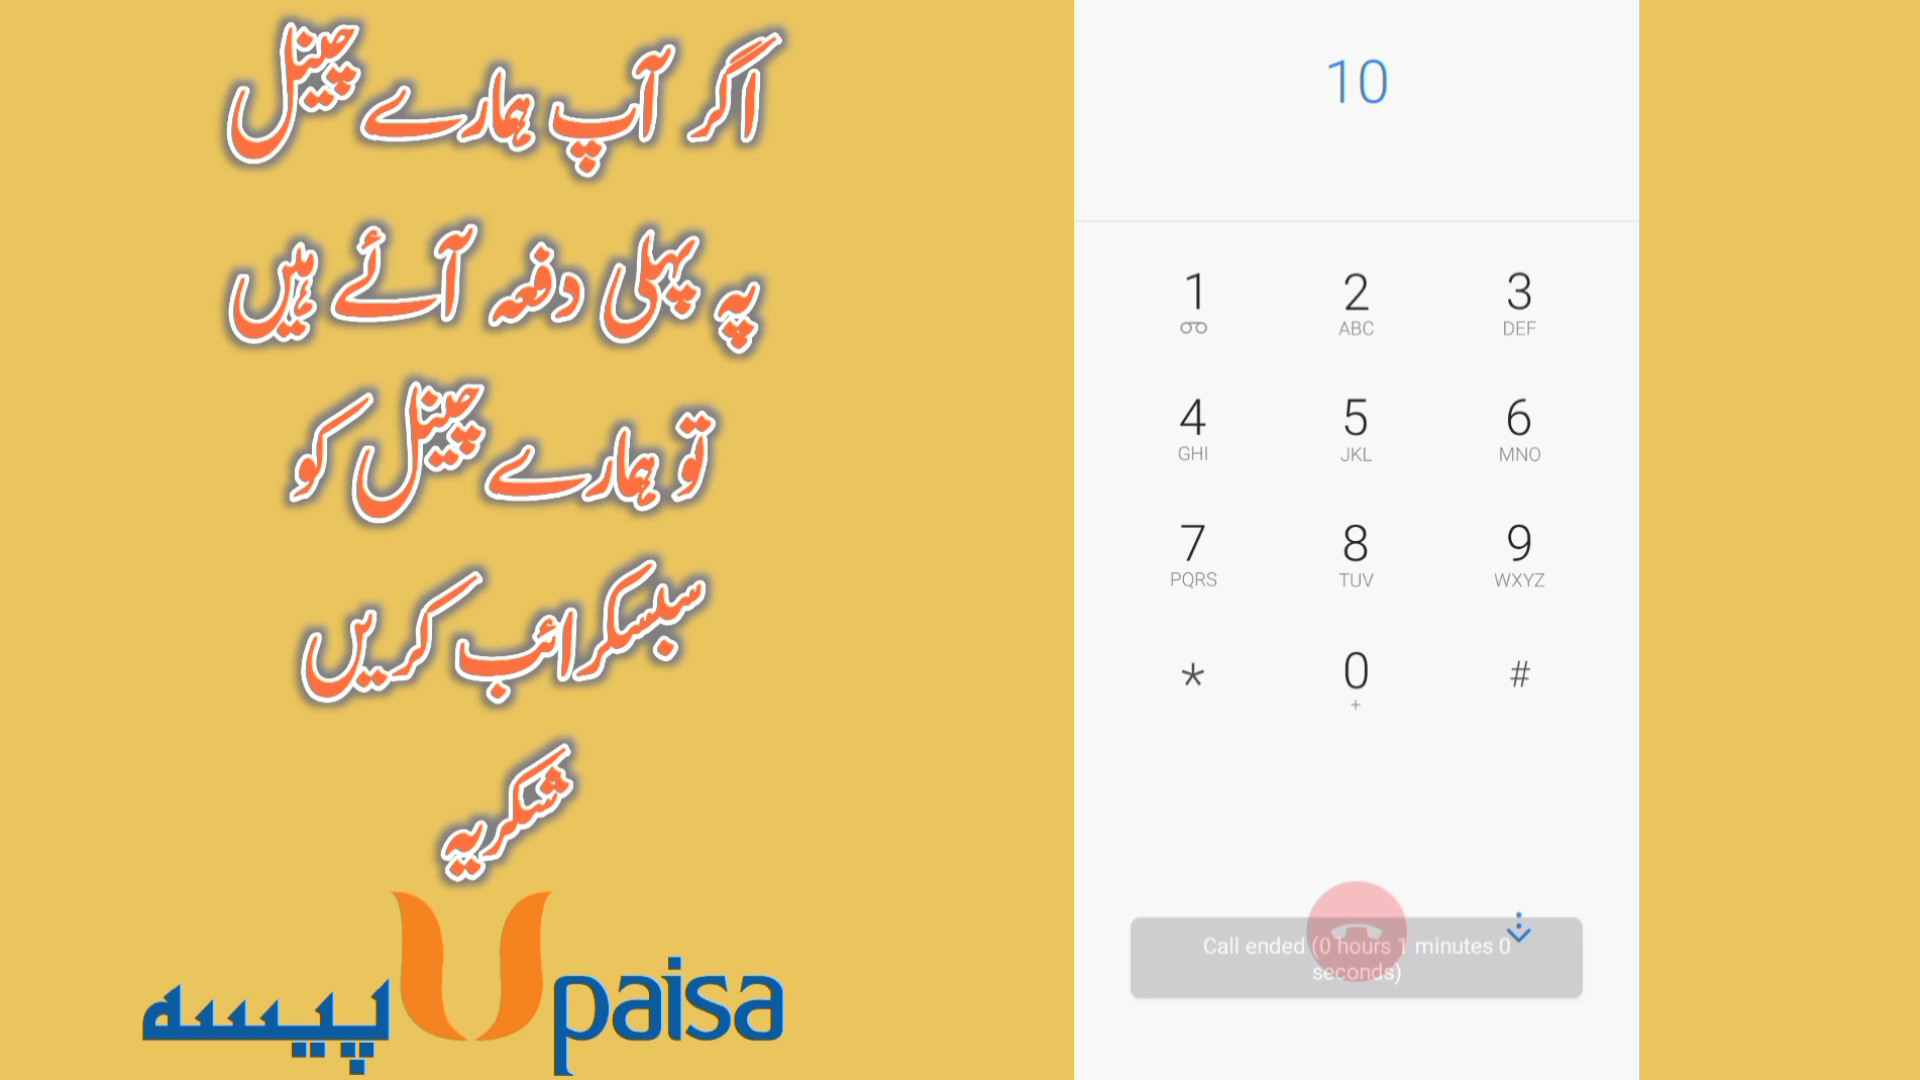 اگر آپ ہمارے چینل
پہ پہلی دفعہ آئے ہیں
تو ہمارے چینل کو
سبسکرائب کریں
شکریہ
پیسہ Upaisa
10
1 2 3
ABC DEF
4 5 6
GHI JKL MNO
7 8 9
PQRS TUV WXYZ
* 0 #
+
Call ended (0 hours 1 minutes 0
seconds)